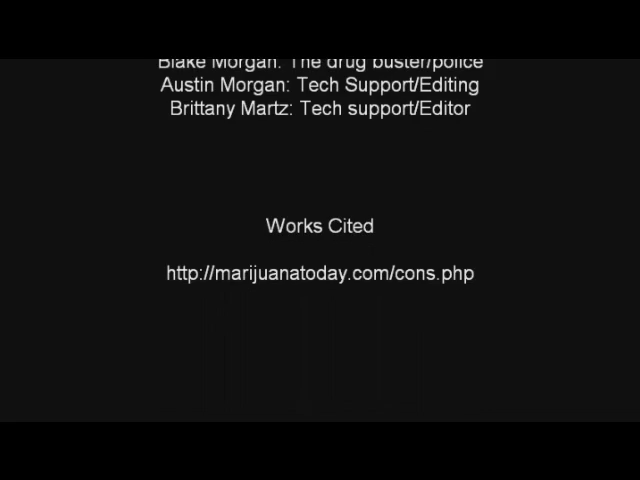 Blake Morgan: The drug buster/police
Austin Morgan: Tech Support/Editing
Brittany Martz: Tech support/Editor
Works Cited
http://marijuanatoday.com/cons.php